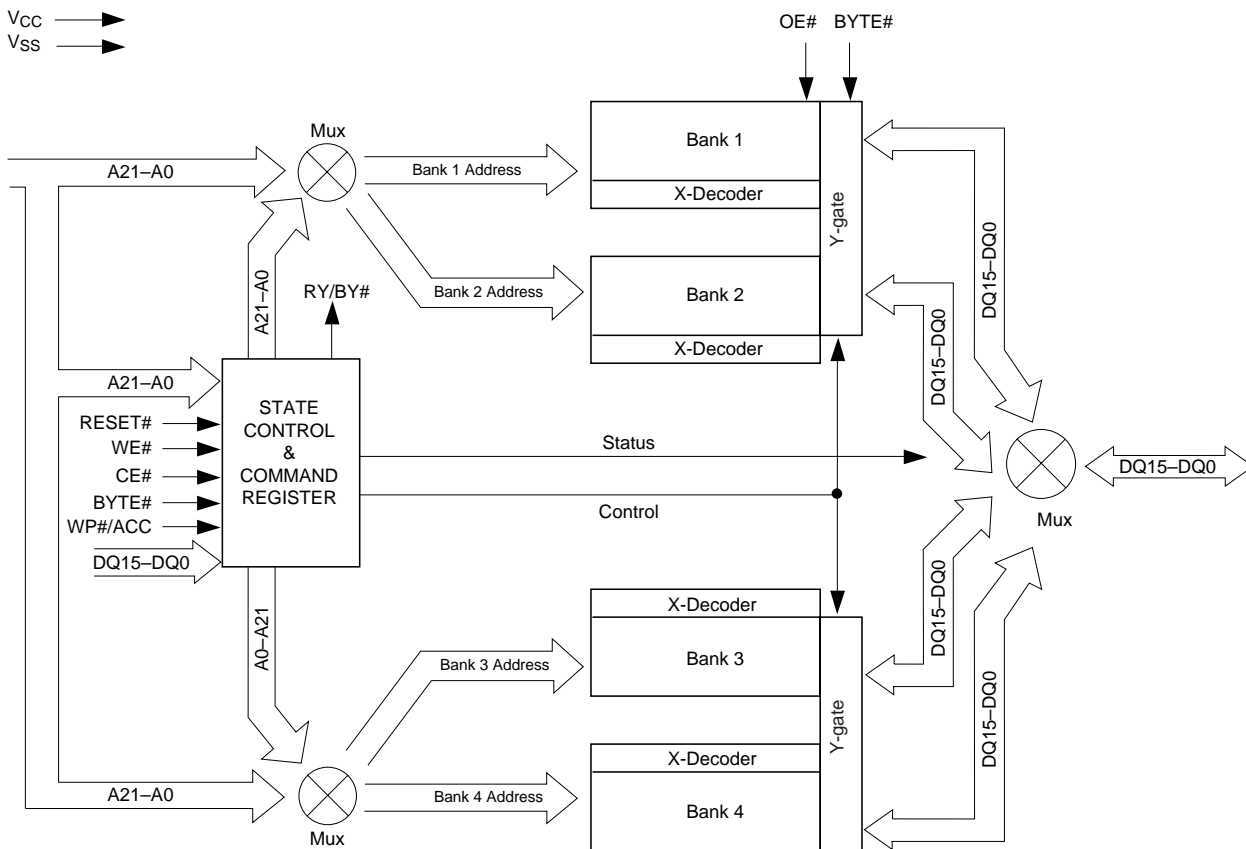 VCC
VSS
OE# BYTE#
Mux
Bank 1
A21–A0
Bank 1 Address
X-Decoder
Y-gate
DQ15–DQ0
A21–A0
RY/BY#
Bank 2 Address
Bank 2
X-Decoder
DQ15–DQ0
A21–A0
RESET#
WE#
CE#
BYTE#
WP#/ACC
DQ15–DQ0
STATE
CONTROL
&
COMMAND
REGISTER
Status
Control
DQ15–DQ0
Mux
A0–A21
X-Decoder
Bank 3 Address
Bank 3
Y-gate
DQ15–DQ0
DQ15–DQ0
X-Decoder
A21–A0
Bank 4 Address
Bank 4
Mux